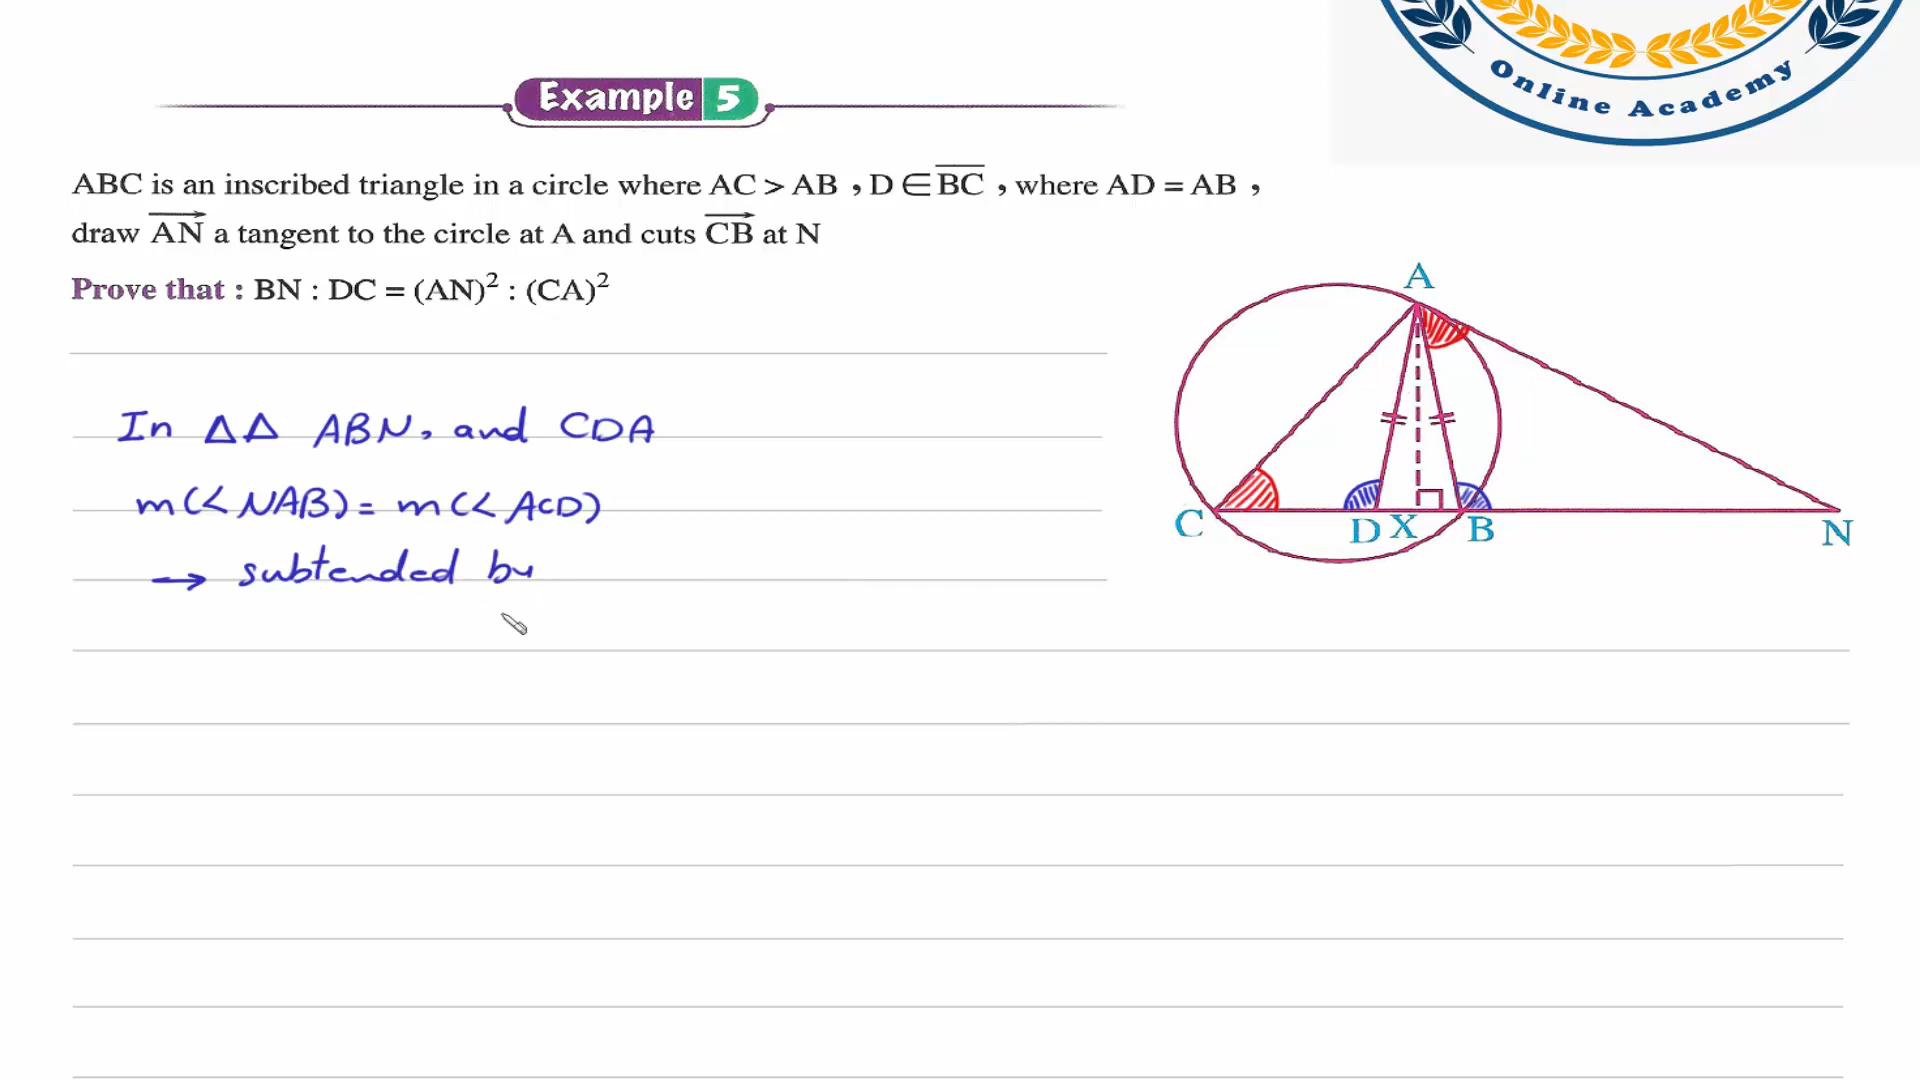 Online Academy
Example 5
ABC is an inscribed triangle in a circle where AC > AB , D ∈ BC , where AD = AB ,
draw AN a tangent to the circle at A and cuts CB at N
Prove that : BN : DC = (AN)² : (CA)²
In ΔΔ ABN, and CDA
m(< NAB) = m(< ACD)
→ subtended by
A
C
D
X
B
N